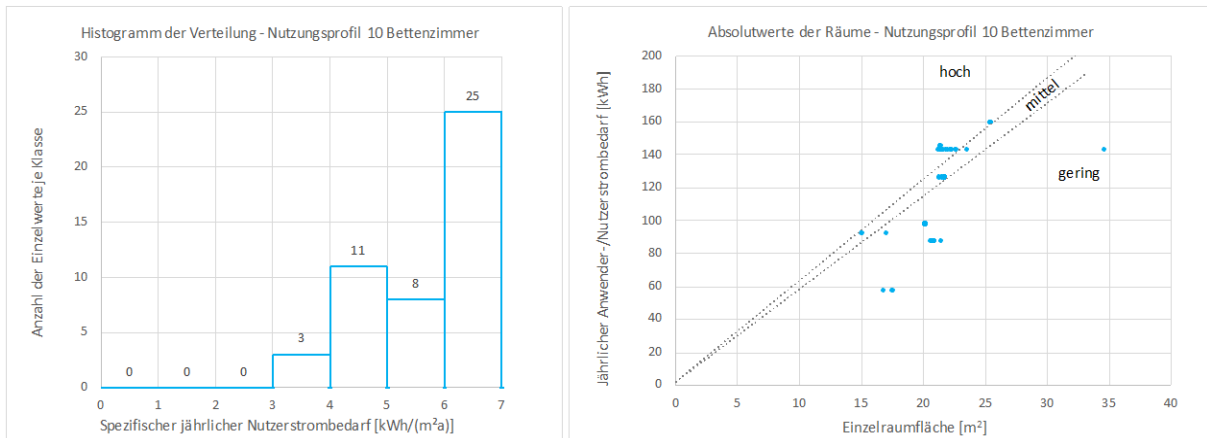 Histogramm der Verteilung - Nutzungsprofil 10 Bettenzimmer
Anzahl der Einzelwerteje Klasse
30
25
20
15
10
5
0
0
0
0
3
11
8
25
0 1 2 3 4 5 6 7
Spezifischer jährlicher Nutzerstrombedarf [kWh/(m²a)]
Absolutwerte der Räume - Nutzungsprofil 10 Bettenzimmer
Jährlicher Anwender-/Nutzerstrombedarf [kWh]
200
180
160
140
120
100
80
60
40
20
0
hoch
mittel
gering
0 5 10 15 20 25 30 35 40
Einzelraumfläche [m²]